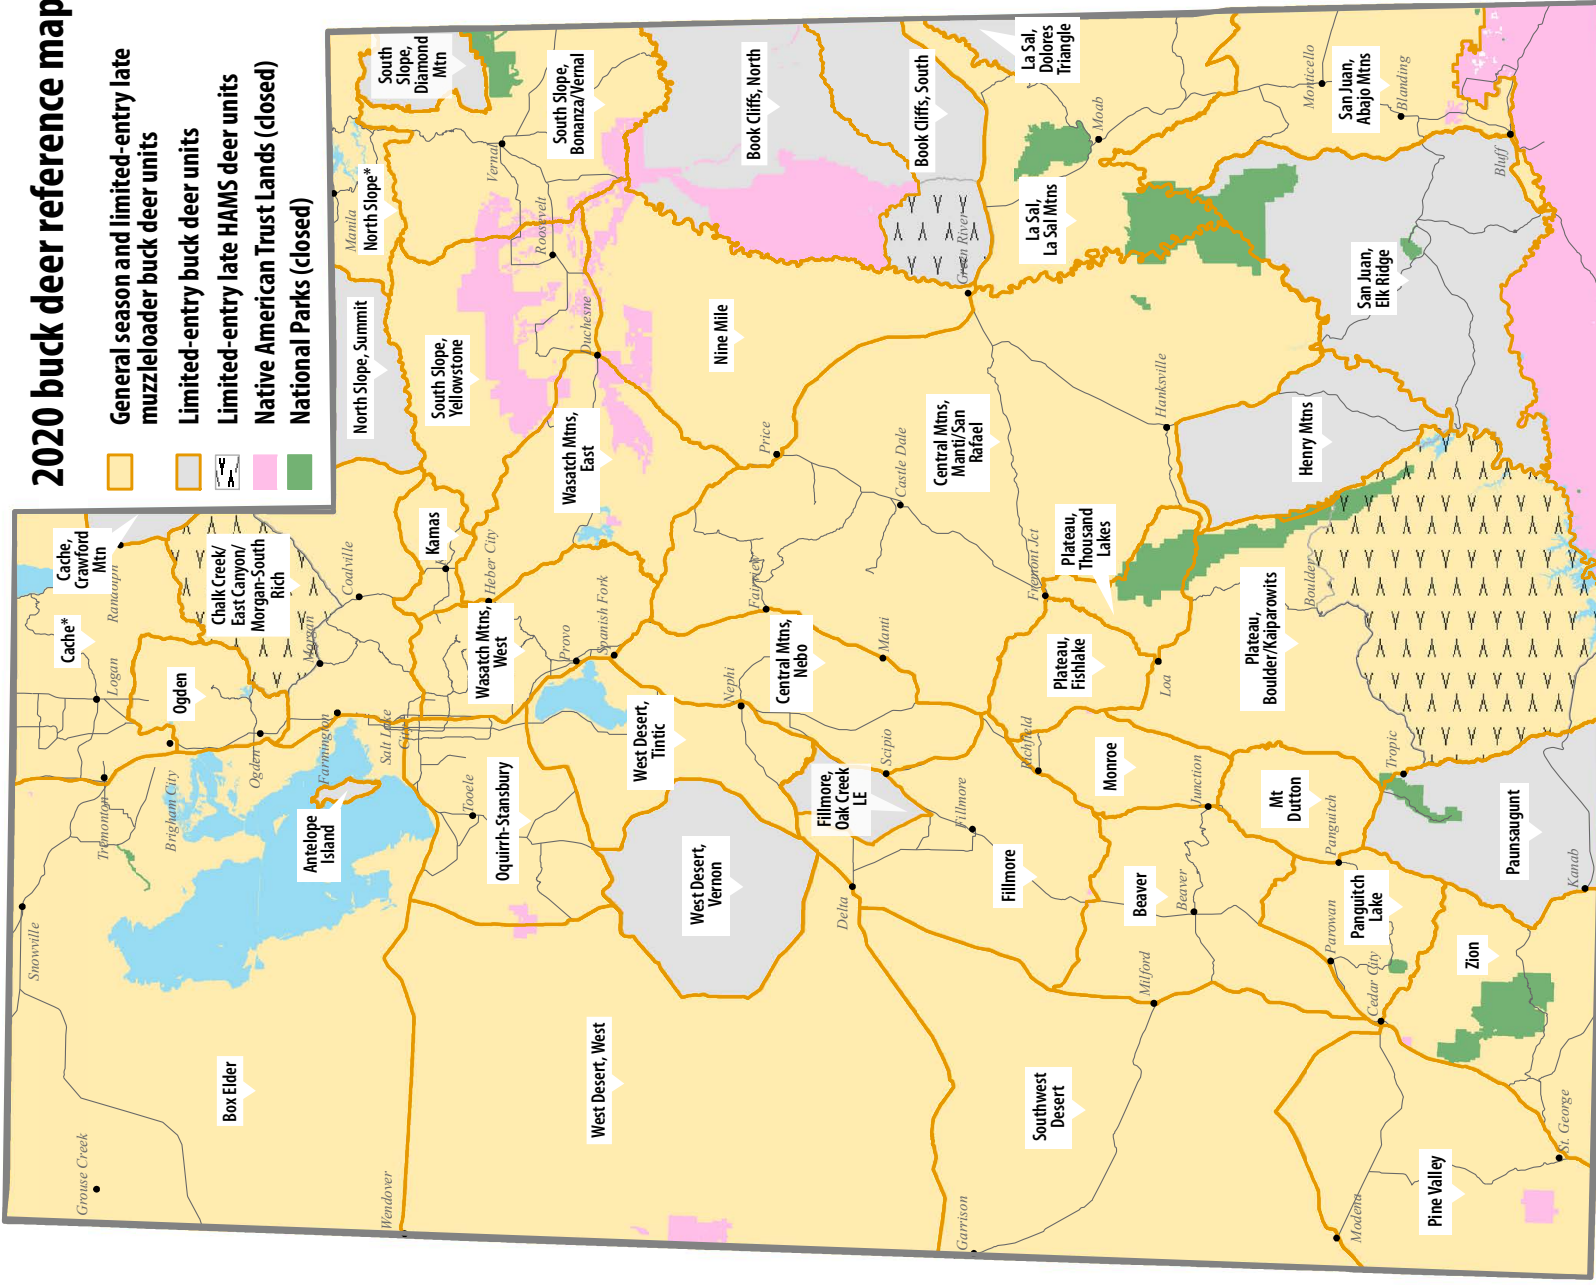 2020 buck deer reference map
General season and limited-entry late
muzzleloader buck deer units
Limited-entry buck deer units
Limited-entry late HAMS deer units
Native American Trust Lands (closed)
National Parks (closed)
Grouse Creek
Snowville
Tremonton
Logan
Cache*
Cache,
Crawford
Mtn
Randolph
Box Elder
Brigham City
Ogden
Ogden
Chalk Creek/
East Canyon/
Morgan-South
Rich
Morgan
Coalville
Farmington
Antelope
Island
Wendover
Salt Lake
City
Kamas
North Slope, Summit
Manila
North Slope*
South
Slope,
Diamond
Mtn
South Slope,
Yellowstone
Vernal
South Slope,
Bonanza/Vernal
Roosevelt
Duchesne
Tooele
Oquirrh-Stansbury
Wasatch Mtns,
West
Heber City
Provo
Spanish Fork
Wasatch Mtns,
East
West Desert, West
West Desert,
Tintic
West Desert,
Vernon
Nephi
Central Mtns,
Nebo
Fairview
Price
Nine Mile
Book Cliffs, North
Book Cliffs, South
Delta
Fillmore,
Oak Creek
LE
Scipio
Manti
Castle Dale
Central Mtns,
Manti/San
Rafael
Green River
La Sal,
Dolores
Triangle
La Sal,
La Sal Mtns
Moab
Garrison
Southwest
Desert
Fillmore
Fillmore
Richfield
Plateau,
Fishlake
Fremont Jct
Plateau,
Thousand
Lakes
Loa
Hanksville
Milford
Beaver
Beaver
Monroe
Junction
Mt
Dutton
Plateau,
Boulder/Kaiparowits
Boulder
Henry Mtns
San Juan,
Elk Ridge
Monticello
San Juan,
Abajo Mtns
Blanding
Bluff
Modena
Pine Valley
Cedar City
Parowan
Panguitch
Lake
Panguitch
Tropic
Zion
Paunsaugunt
Kanab
St. George